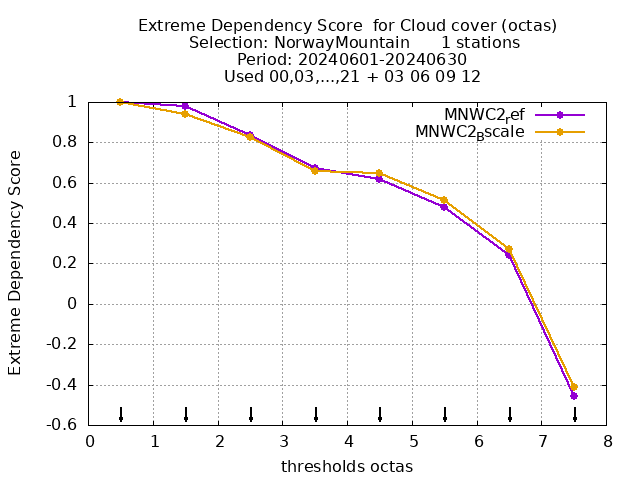 Extreme Dependency Score  for Cloud cover (octas)
Selection: NorwayMountain      1 stations
Period: 20240601-20240630
Used 00,03,...,21 + 03 06 09 12
MNWC2_ref
MNWC2_Bscale
Extreme Dependency Score
1
0.8
0.6
0.4
0.2
0
-0.2
-0.4
-0.6
0 1 2 3 4 5 6 7 8
thresholds octas